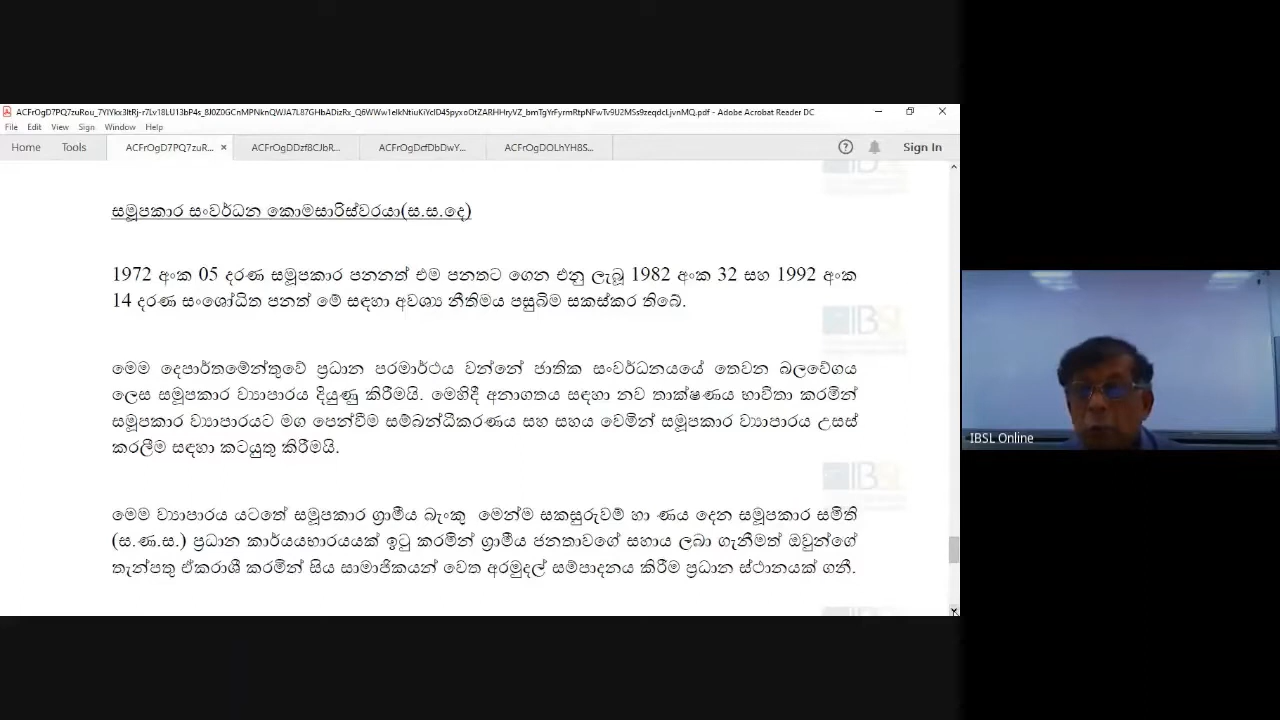 ACFrOgD7PQ7zuRou_7YlYkx3ltRj-r7Lv18LU13bP4s_8J0Z0GCnMPNknQWJA7L87GHbADizRx_Q6WWw1elkNtiuKiYclD45pyxoOtZARHHryVZ_bmTgYrFyrmRtpNFwTv9U2MSs9zeqdcLjvnMQ.pdf - Adobe Acrobat Reader DC
File Edit View Sign Window Help
Home Tools ACFrOgD7PQ7zuR... × ACFrOgDDzf8CJbR... ACFrOgDcfDbDwY... ACFrOgDOLhYH8S... Sign In
සමූපකාර සංවර්ධන කොමසාරිස්වරයා(ස.ස.දෙ)
1972 අංක 05 දරණ සමූපකාර පනනත් එම පනතට ගෙන එනු ලැබූ 1982 අංක 32 සහ 1992 අංක
14 දරණ සංශෝධිත පනත් මේ සඳහා අවශ්‍ය නීතිමය පසුබිම සකස්කර තිබේ.
මෙම දෙපාර්තමේන්තුවේ ප්‍රධාන පරමාර්ථය වන්නේ ජාතික සංවර්ධනයයේ තෙවන බලවේගය
ලෙස සමූපකාර ව්‍යාපාරය දියුණු කිරීමයි. මෙහිදී අනාගතය සඳහා නව තාක්ෂණය භාවිතා කරමින්
සමූපකාර ව්‍යාපාරයට මග පෙන්වීම සම්බන්ධීකරණය සහ සහය වෙමින් සමූපකාර ව්‍යාපාරය උසස්
කරලීම සඳහා කටයුතු කිරීමයි.
මෙම ව්‍යාපාරය යටතේ සමූපකාර ග්‍රාමීය බැංකු මෙන්ම සකසුරුවම් හා ණය දෙන සමූපකාර සමිති
(ස.ණ.ස.) ප්‍රධාන කාර්යයභාරයයක් ඉටු කරමින් ග්‍රාමීය ජනතාවගේ සහාය ලබා ගැනීමත් ඔවුන්ගේ
තැන්පතු ඒකරාශී කරමින් සිය සාමාජිකයන් වෙත අරමුදල් සම්පාදනය කිරීම ප්‍රධාන ස්ථානයක් ගනී.
IBSL Online